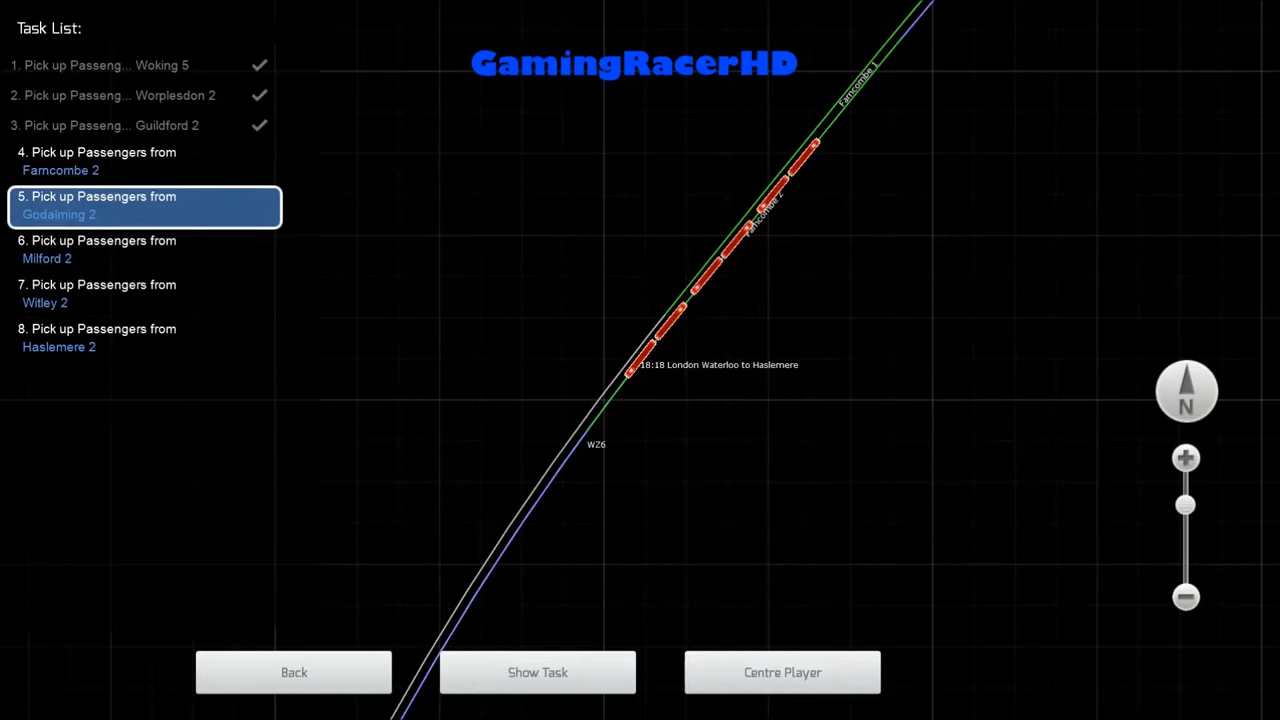 Task List:
GamingRacerHD
1. Pick up Passeng... Woking 5
2. Pick up Passeng... Worplesdon 2
3. Pick up Passeng... Guildford 2
4. Pick up Passengers from
Farncombe 2
5. Pick up Passengers from
Godalming 2
6. Pick up Passengers from
Milford 2
7. Pick up Passengers from
Witley 2
8. Pick up Passengers from
Haslemere 2
Farncombe 1
Farncombe 2
18:18 London Waterloo to Haslemere
WZ6
N
Back
Show Task
Centre Player